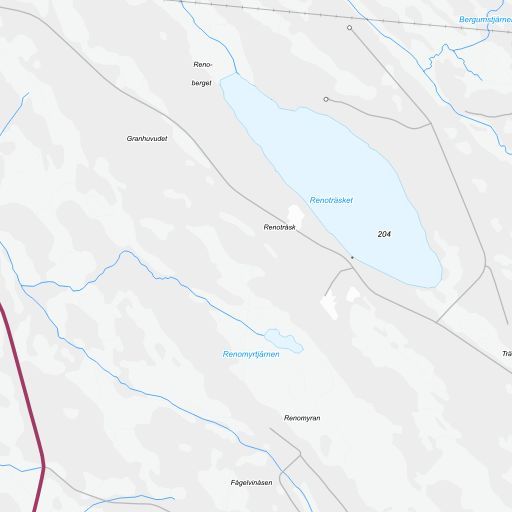 Bergumstjärnen
Reno-
berget
Granhuvudet
Renoträsket
Renoträsk
204
Renomyrtjärnen
Renomyran
Fågelvinäsen